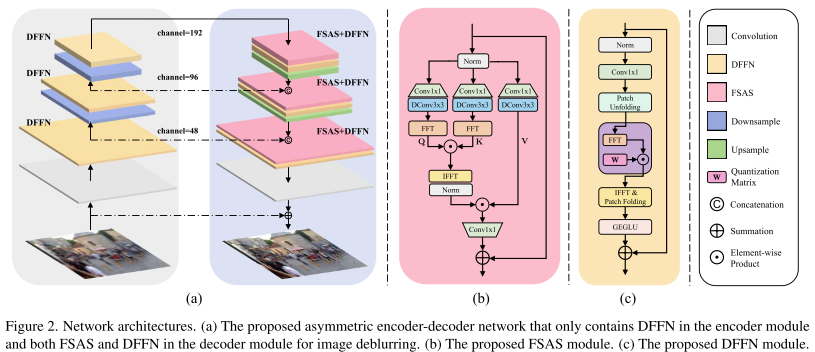 DFFN
channel=192
FSAS+DFFN
DFFN
channel=96
FSAS+DFFN
DFFN
channel=48
FSAS+DFFN
C
C
(a)
Norm
Conv1x1
Conv1x1
Conv1x1
DConv3x3
DConv3x3
DConv3x3
FFT
FFT
Q
K
V
IFFT
Norm
Conv1x1
(b)
Norm
Conv1x1
Patch
Unfolding
FFT
W
IFFT &
Patch Folding
GEGLU
(c)
Convolution
DFFN
FSAS
Downsample
Upsample
W
Quantization
Matrix
C
Concatenation
Summation
Element-wise
Product
Figure 2. Network architectures. (a) The proposed asymmetric encoder-decoder network that only contains DFFN in the encoder module
and both FSAS and DFFN in the decoder module for image deblurring. (b) The proposed FSAS module. (c) The proposed DFFN module.